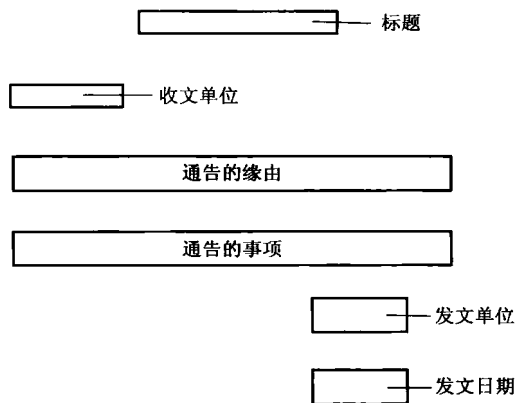 标题
收文单位
通告的缘由
通告的事项
发文单位
发文日期